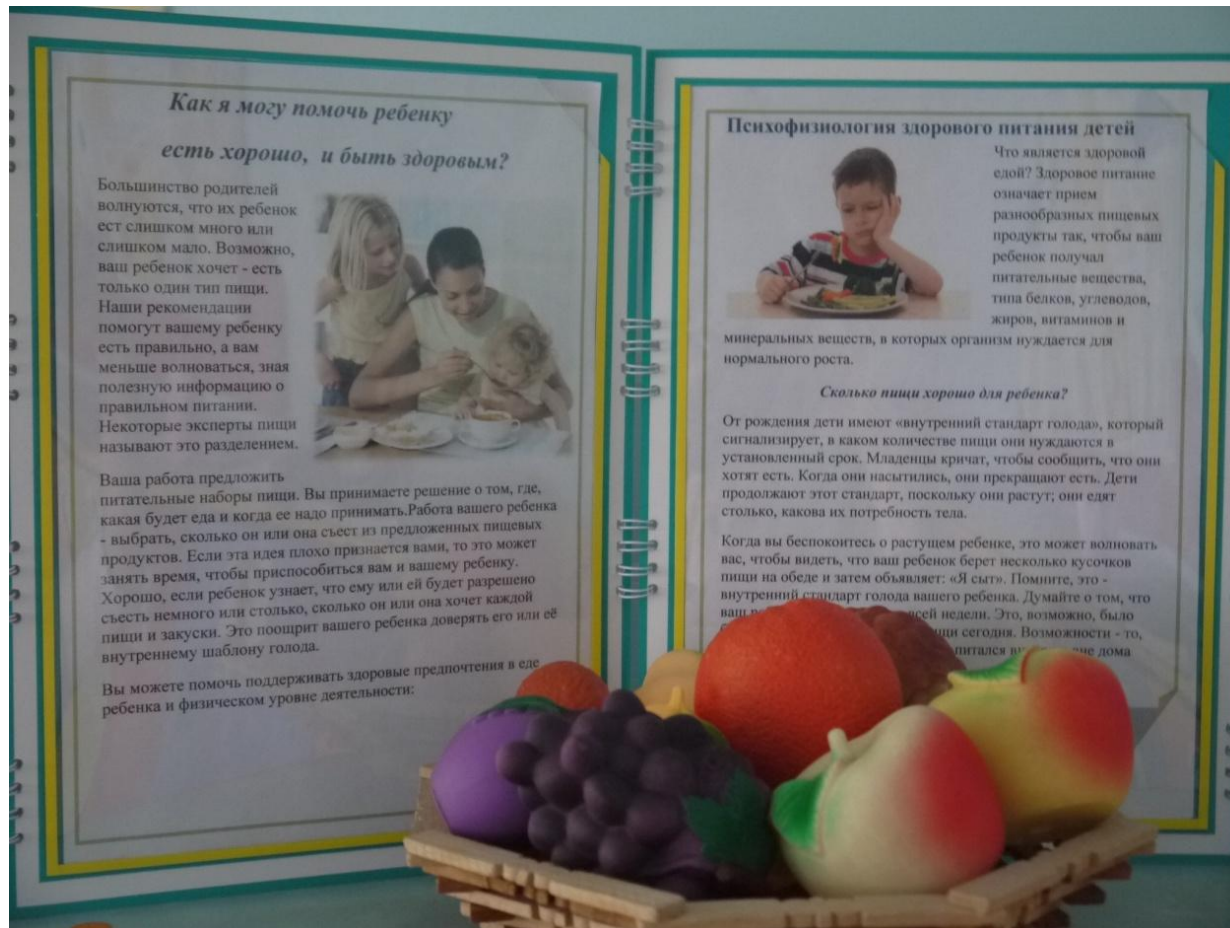 Как я могу помочь ребенку
есть хорошо, и быть здоровым?
Большинство родителей
волнуются, что их ребенок
ест слишком много или
слишком мало. Возможно,
ваш ребенок хочет - есть
только один тип пищи.
Наши рекомендации
помогут вашему ребенку
есть правильно, а вам
меньше волноваться, зная
полезную информацию о
правильном питании.
Некоторые эксперты пищи
называют это разделением.
Ваша работа предложить
питательные наборы пищи. Вы принимаете решение о том, где,
какая будет еда и когда ее надо принимать.Работа вашего ребенка
- выбрать, сколько он или она съест из предложенных пищевых
продуктов. Если эта идея плохо признается вами, то это может
занять время, чтобы приспособиться вам и вашему ребенку.
Хорошо, если ребенок узнает, что ему или ей будет разрешено
съесть немного или столько, сколько он или она хочет каждой
пищи и закуски. Это поощрит вашего ребенка доверять его или её
внутреннему шаблону голода.
Вы можете помочь поддерживать здоровые предпочтения в еде
ребенка и физическом уровне деятельности:
Психофизиология здорового питания детей
Что является здоровой
едой? Здоровое питание
означает прием
разнообразных пищевых
продукты так, чтобы ваш
ребенок получал
питательные вещества,
типа белков, углеводов,
жиров, витаминов и
минеральных веществ, в которых организм нуждается для
нормального роста.
Сколько пищи хорошо для ребенка?
От рождения дети имеют «внутренний стандарт голода», который
сигнализирует, в каком количестве пищи они нуждаются в
установленный срок. Младенцы кричат, чтобы сообщить, что они
хотят есть. Когда они насытились, они прекращают есть. Дети
продолжают этот стандарт, поскольку они растут; они едят
столько, какова их потребность тела.
Когда вы беспокоитесь о растущем ребенке, это может волновать
вас, чтобы видеть, что ваш ребенок берет несколько кусочков
пищи на обеде и затем объявляет: «Я сыт». Помните, это -
внутренний стандарт голода вашего ребенка. Думайте о том, что
ваш всей недели. Это, возможно, было
сегодня. Возможности - то,
питался дома